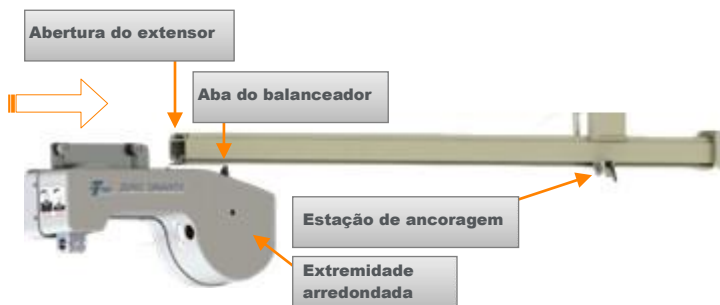 Abertura do extensor
Aba do balanceador
Estação de ancoragem
Extremidade
arredondada